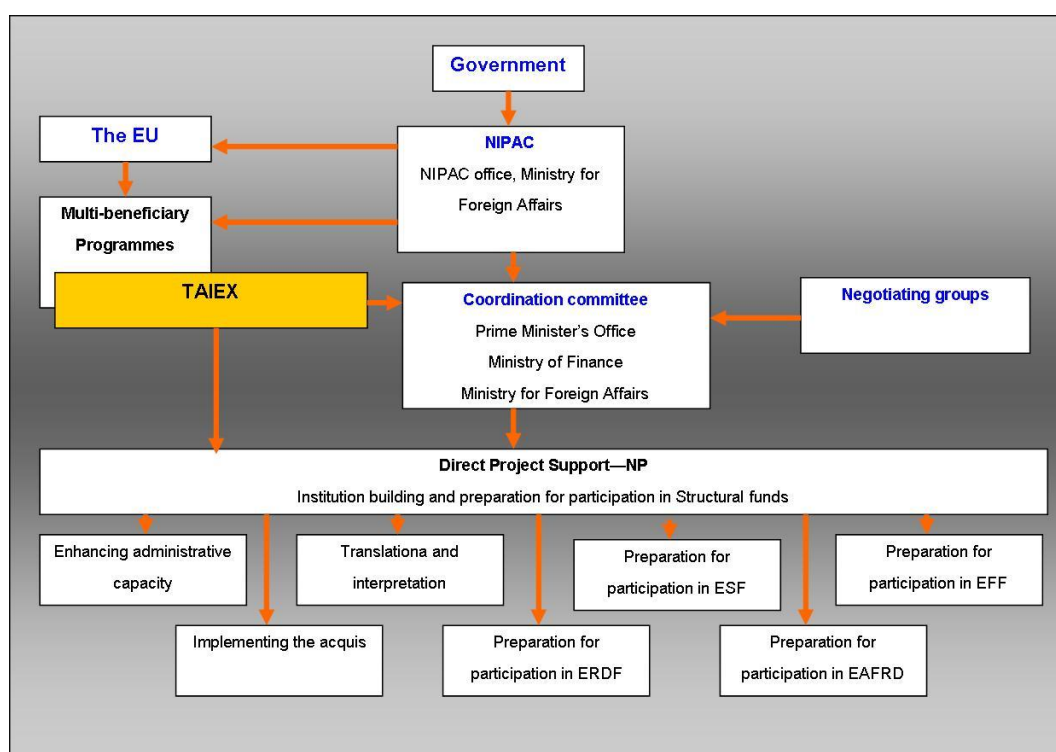 Government
The EU
NIPAC
NIPAC office, Ministry for
Foreign Affairs
Multi-beneficiary
Programmes
TAIEX
Coordination committee
Prime Minister's Office
Ministry of Finance
Ministry for Foreign Affairs
Negotiating groups
Direct Project Support—NP
Institution building and preparation for participation in Structural funds
Enhancing administrative
capacity
Translationa and
interpretation
Preparation for
participation in ESF
Preparation for
participation in EFF
Implementing the acquis
Preparation for
participation in ERDF
Preparation for
participation in EAFRD